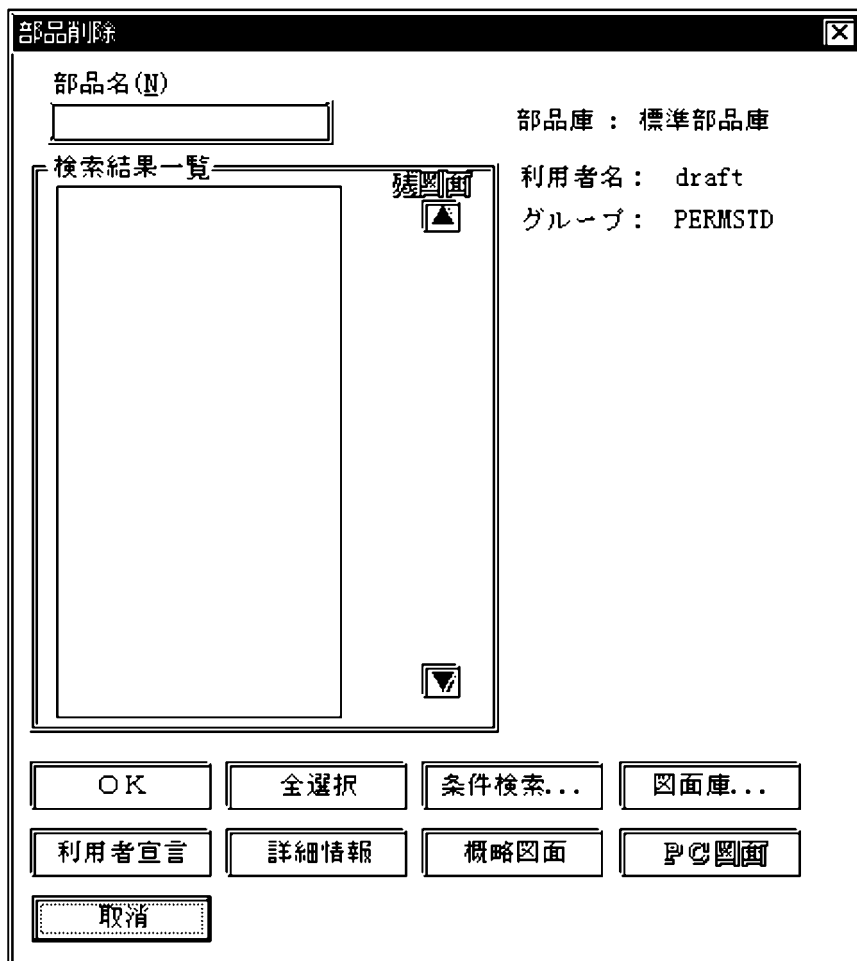 部品削除
部品名(N)
部品庫 : 標準部品庫
検索結果一覧
残図面
利用者名: draft
グループ: PERMSTD
OK
全選択
条件検索...
図面庫...
利用者宣言
詳細情報
概略図面
PC図面
取消